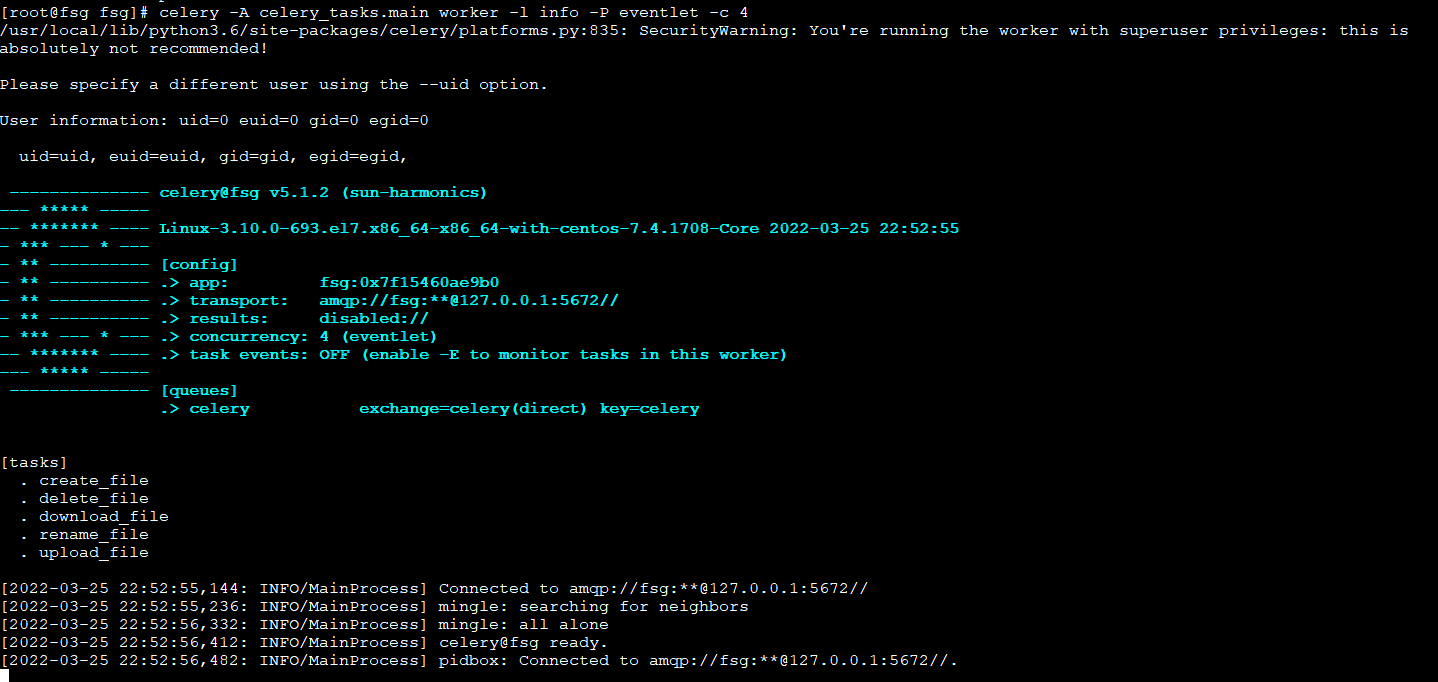 [root@fsg fsg]# celery -A celery_tasks.main worker -l info -P eventlet -c 4
/usr/local/lib/python3.6/site-packages/celery/platforms.py:835: SecurityWarning: You're running the worker with superuser privileges: this is
absolutely not recommended!

Please specify a different user using the --uid option.

User information: uid=0 euid=0 gid=0 egid=0

  uid=uid, euid=euid, gid=gid, egid=egid,

 -------------- celery@fsg v5.1.2 (sun-harmonics)
--- ***** -----
-- ******* ---- Linux-3.10.0-693.el7.x86_64-x86_64-with-centos-7.4.1708-Core 2022-03-25 22:52:55
- *** --- * ---
- ** ---------- [config]
- ** ---------- .> app:         fsg:0x7f15460ae9b0
- ** ---------- .> transport:   amqp://fsg:**@127.0.0.1:5672//
- ** ---------- .> results:     disabled://
- *** --- * --- .> concurrency: 4 (eventlet)
-- ******* ---- .> task events: OFF (enable -E to monitor tasks in this worker)
--- ***** -----
 -------------- [queues]
                .> celery           exchange=celery(direct) key=celery


[tasks]
  . create_file
  . delete_file
  . download_file
  . rename_file
  . upload_file

[2022-03-25 22:52:55,144: INFO/MainProcess] Connected to amqp://fsg:**@127.0.0.1:5672//
[2022-03-25 22:52:55,236: INFO/MainProcess] mingle: searching for neighbors
[2022-03-25 22:52:56,332: INFO/MainProcess] mingle: all alone
[2022-03-25 22:52:56,412: INFO/MainProcess] celery@fsg ready.
[2022-03-25 22:52:56,482: INFO/MainProcess] pidbox: Connected to amqp://fsg:**@127.0.0.1:5672//.